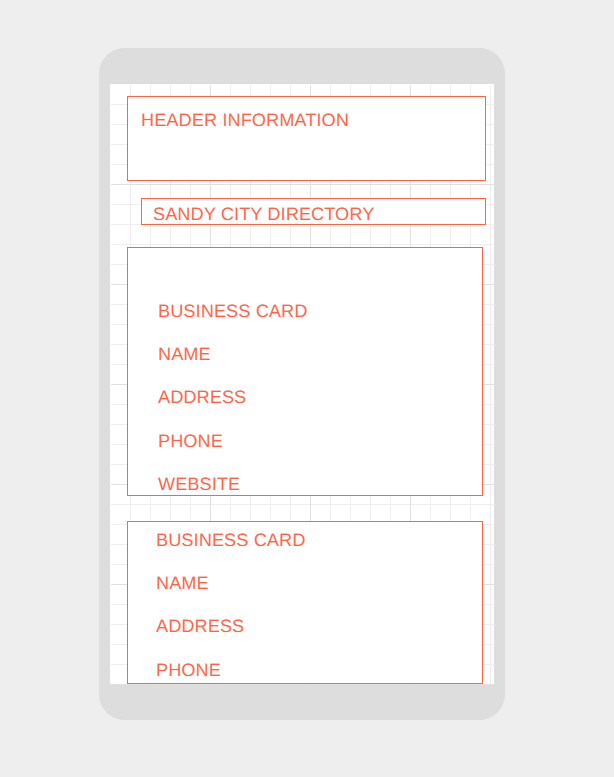 HEADER INFORMATION
SANDY CITY DIRECTORY
BUSINESS CARD
NAME
ADDRESS
PHONE
WEBSITE
BUSINESS CARD
NAME
ADDRESS
PHONE